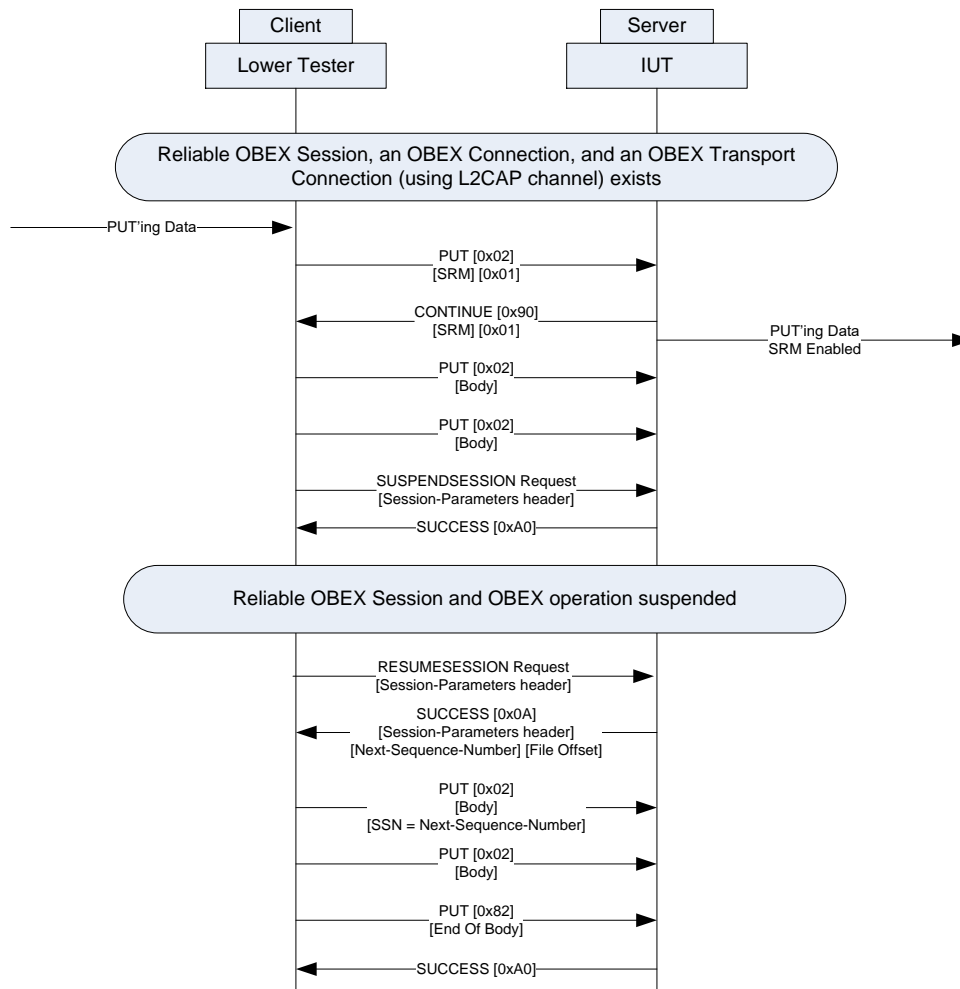 Client
Server
Lower Tester
IUT
Reliable OBEX Session, an OBEX Connection, and an OBEX Transport
Connection (using L2CAP channel) exists
PUT'ing Data
PUT [0x02]
[SRM] [0x01]
CONTINUE [0x90]
[SRM] [0x01]
PUT'ing Data
SRM Enabled
PUT [0x02]
[Body]
PUT [0x02]
[Body]
SUSPENDSESSION Request
[Session-Parameters header]
SUCCESS [0xA0]
Reliable OBEX Session and OBEX operation suspended
RESUMESESSION Request
[Session-Parameters header]
SUCCESS [0x0A]
[Session-Parameters header]
[Next-Sequence-Number] [File Offset]
PUT [0x02]
[Body]
[SSN = Next-Sequence-Number]
PUT [0x02]
[Body]
PUT [0x82]
[End Of Body]
SUCCESS [0xA0]